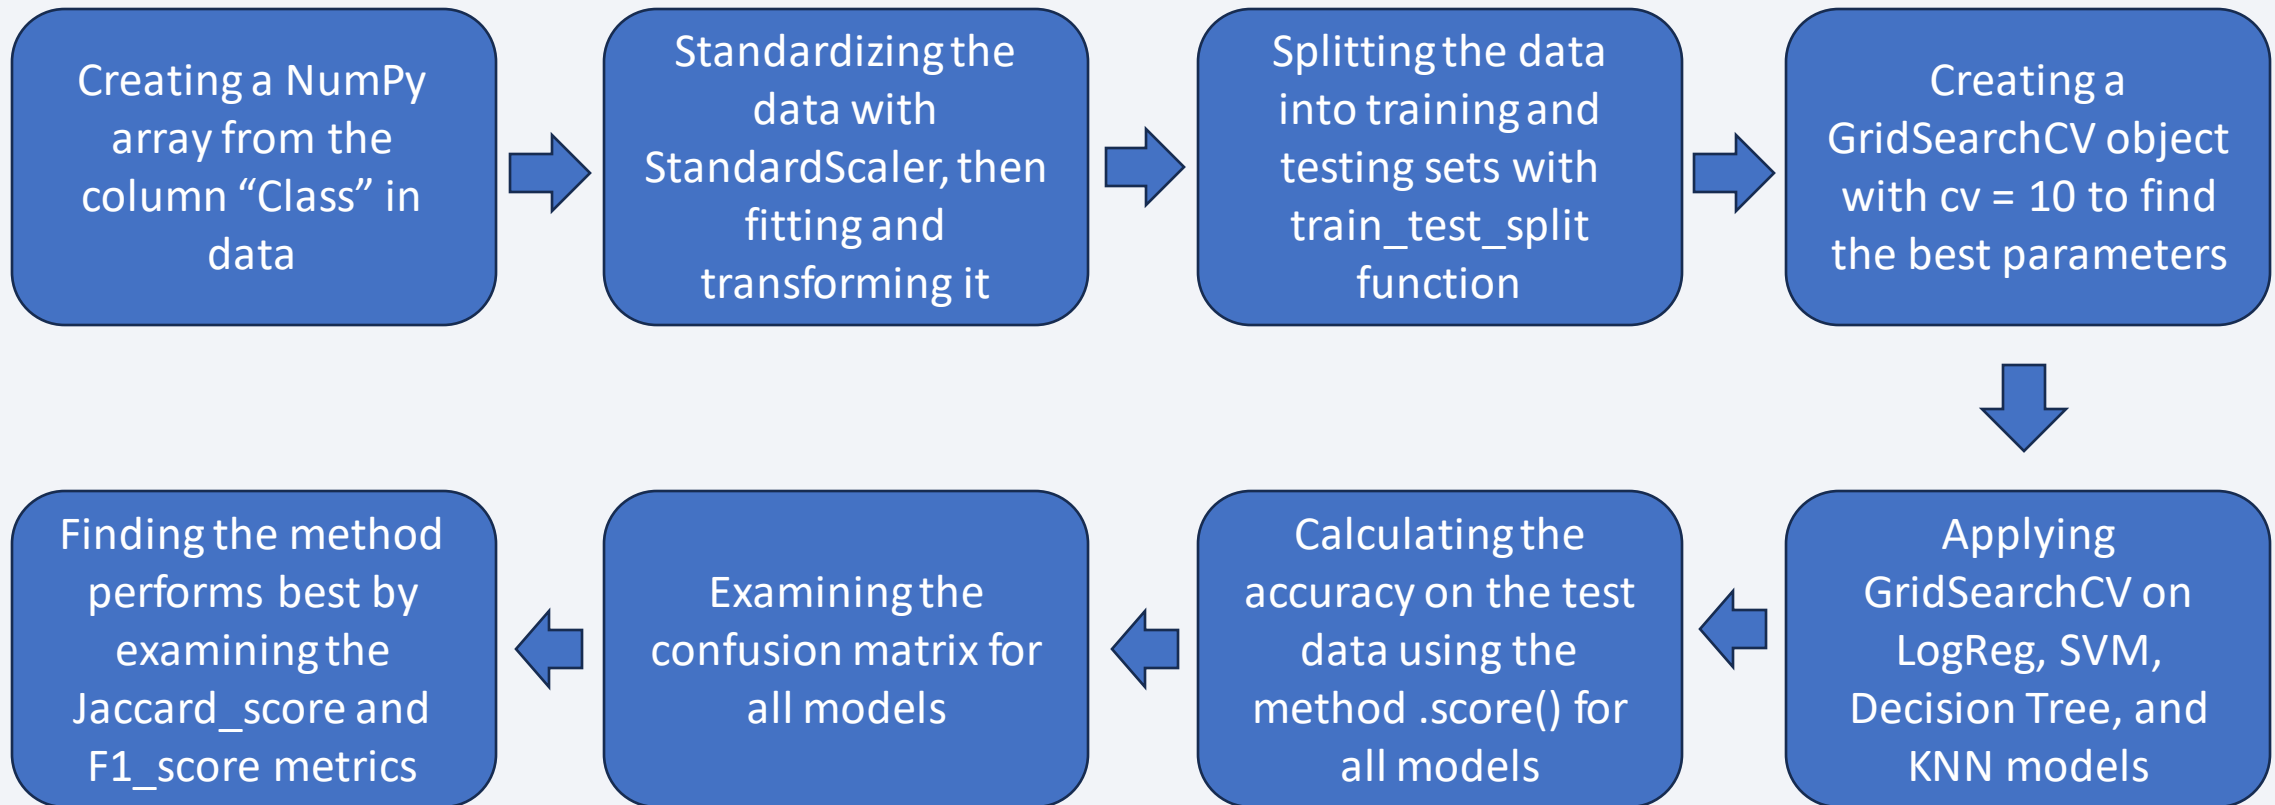 Creating a NumPy
array from the
column “Class” in
data
Standardizing the
data with
StandardScaler, then
fitting and
transforming it
Splitting the data
into training and
testing sets with
train_test_split
function
Creating a
GridSearchCV object
with cv = 10 to find
the best parameters
Applying
GridSearchCV on
LogReg, SVM,
Decision Tree, and
KNN models
Calculating the
accuracy on the test
data using the
method .score() for
all models
Examining the
confusion matrix for
all models
Finding the method
performs best by
examining the
Jaccard_score and
F1_score metrics